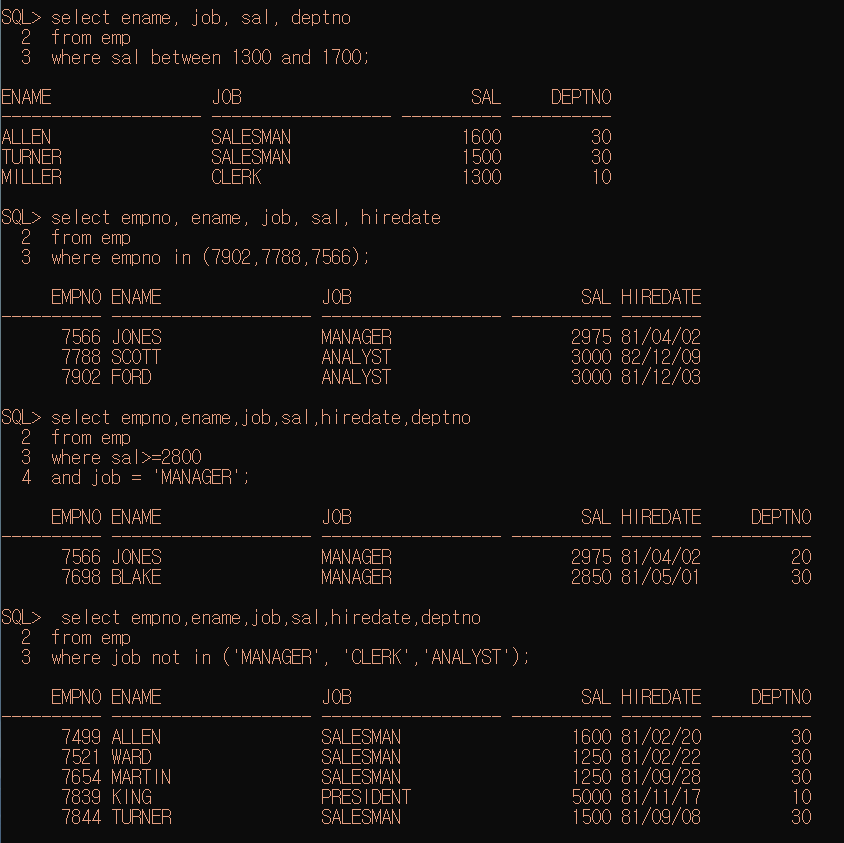 SQL> select ename, job, sal, deptno
  2  from emp
  3  where sal between 1300 and 1700;
ENAME                JOB                       SAL     DEPTNO
-------------------- ------------------ ---------- ----------
ALLEN                SALESMAN                 1600         30
TURNER               SALESMAN                 1500         30
MILLER               CLERK                    1300         10
SQL> select empno, ename, job, sal, hiredate
  2  from emp
  3  where empno in (7902,7788,7566);
     EMPNO ENAME                JOB                       SAL HIREDATE
---------- -------------------- ------------------ ---------- --------
      7566 JONES                MANAGER                  2975 81/04/02
      7788 SCOTT                ANALYST                  3000 82/12/09
      7902 FORD                 ANALYST                  3000 81/12/03
SQL> select empno,ename,job,sal,hiredate,deptno
  2  from emp
  3  where sal>=2800
  4  and job = 'MANAGER';
     EMPNO ENAME                JOB                       SAL HIREDATE     DEPTNO
---------- -------------------- ------------------ ---------- -------- ----------
      7566 JONES                MANAGER                  2975 81/04/02         20
      7698 BLAKE                MANAGER                  2850 81/05/01         30
SQL>  select empno,ename,job,sal,hiredate,deptno
  2  from emp
  3  where job not in ('MANAGER', 'CLERK','ANALYST');
     EMPNO ENAME                JOB                       SAL HIREDATE     DEPTNO
---------- -------------------- ------------------ ---------- -------- ----------
      7499 ALLEN                SALESMAN                 1600 81/02/20         30
      7521 WARD                 SALESMAN                 1250 81/02/22         30
      7654 MARTIN               SALESMAN                 1250 81/09/28         30
      7839 KING                 PRESIDENT                5000 81/11/17         10
      7844 TURNER               SALESMAN                 1500 81/09/08         30